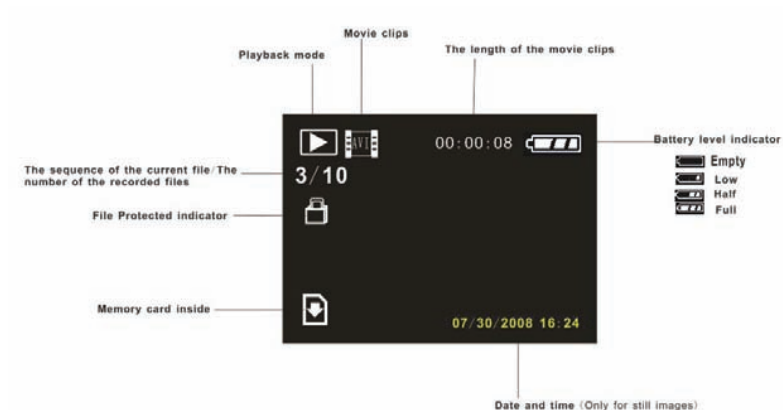 Movie clips
Playback mode
The length of the movie clips
AVI
00:00:08
Battery level indicator
Empty
Low
Half
Full
The sequence of the current file/The
number of the recorded files
3/10
File Protected indicator
Memory card inside
07/30/2008 16:24
Date and time (Only for still images)